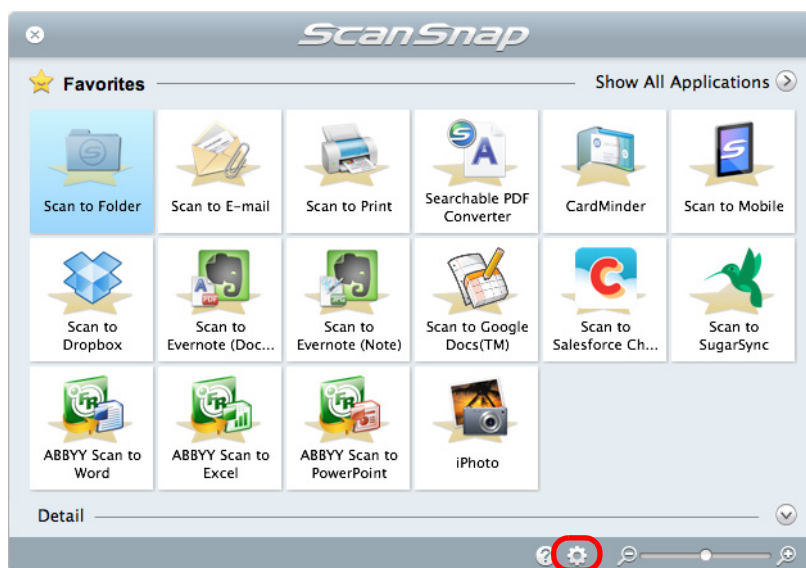 ScanSnap
Favorites
Show All Applications
Scan to Folder
Scan to E-mail
Scan to Print
Searchable PDF
Converter
CardMinder
Scan to Mobile
Scan to
Dropbox
Scan to
Evernote (Doc...
Scan to
Evernote (Note)
Scan to Google
Docs(TM)
Scan to
Salesforce Ch...
Scan to
SugarSync
ABBYY Scan to
Word
ABBYY Scan to
Excel
ABBYY Scan to
PowerPoint
iPhoto
Detail